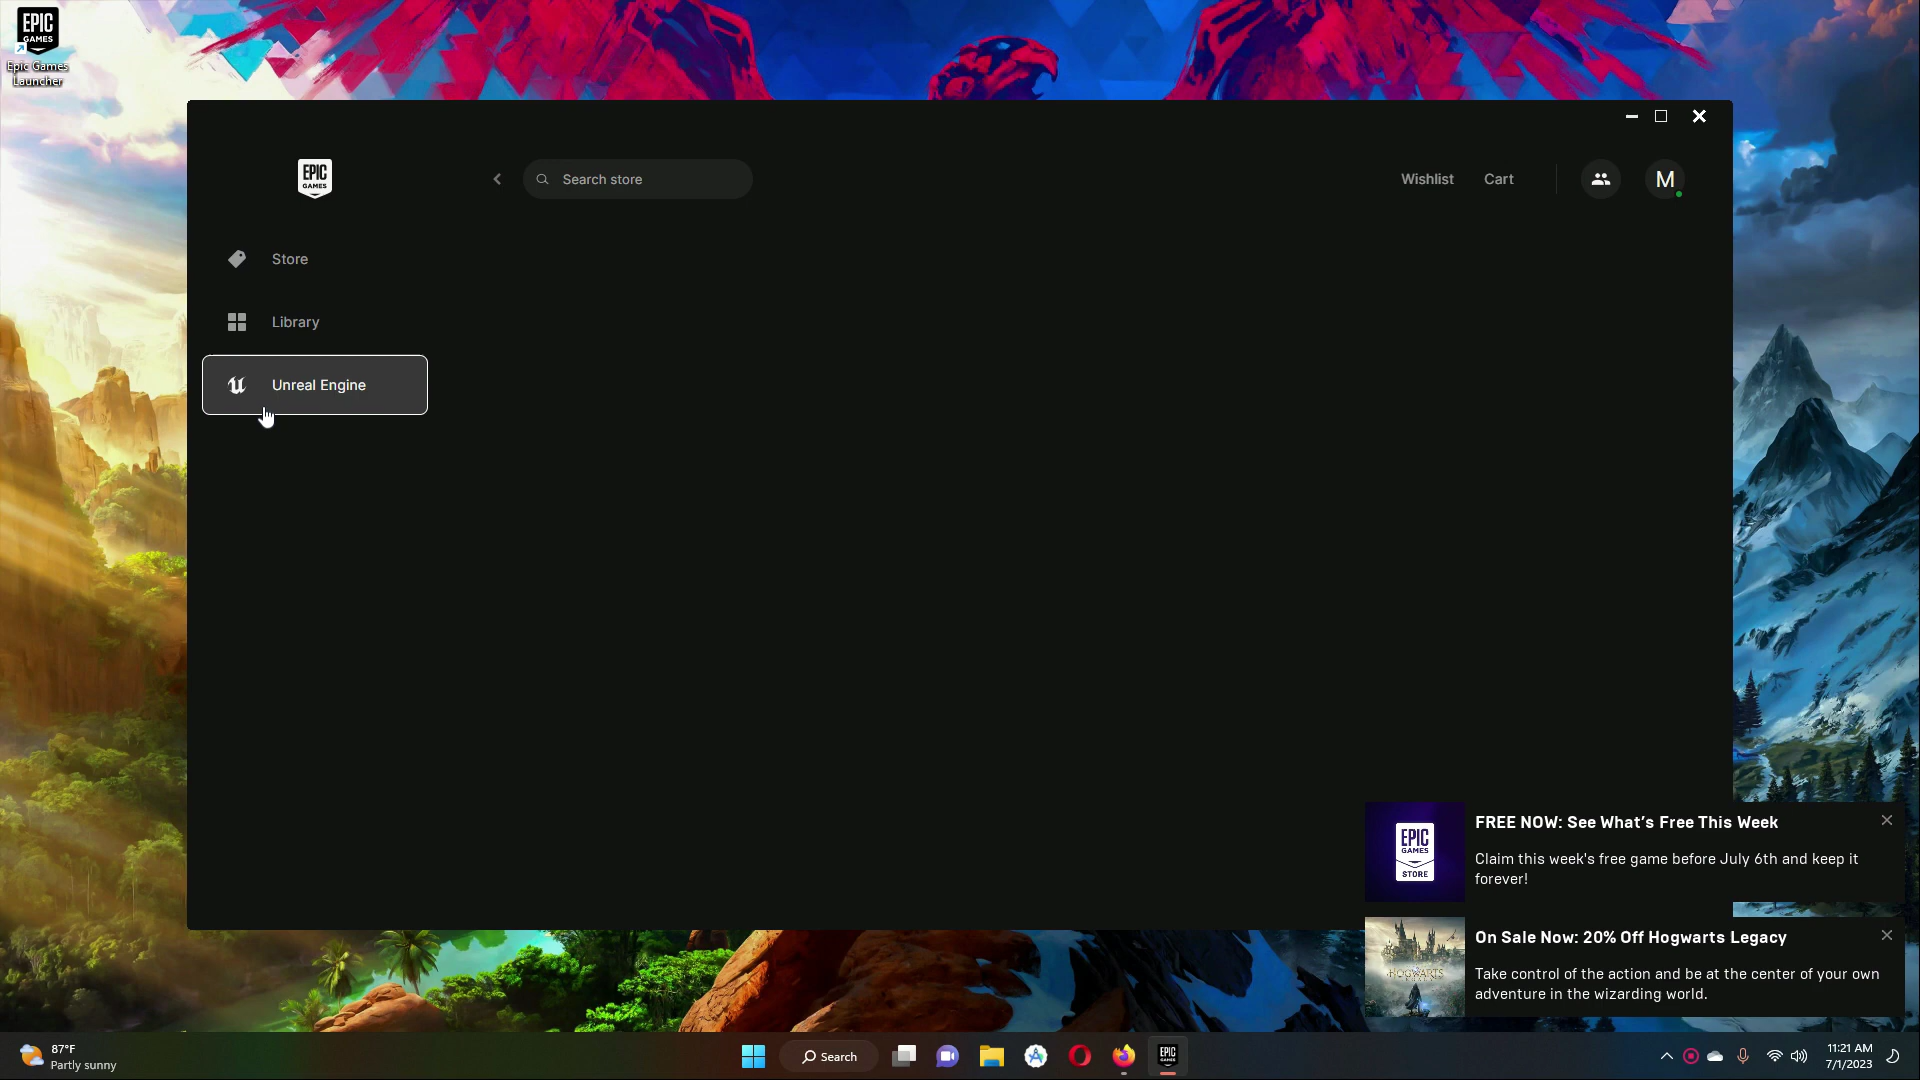 EPIC
GAMES
Epic Games
Launcher
EPIC
GAMES
Search store
Wishlist
Cart
M
Store
Library
Unreal Engine
EPIC
GAMES
STORE
FREE NOW: See What's Free This Week
Claim this week's free game before July 6th and keep it
forever!
HOGWARTS
On Sale Now: 20% Off Hogwarts Legacy
Take control of the action and be at the center of your own
adventure in the wizarding world.
87°F
Partly sunny
Search
EPIC
GAMES
11:21 AM
7/1/2023